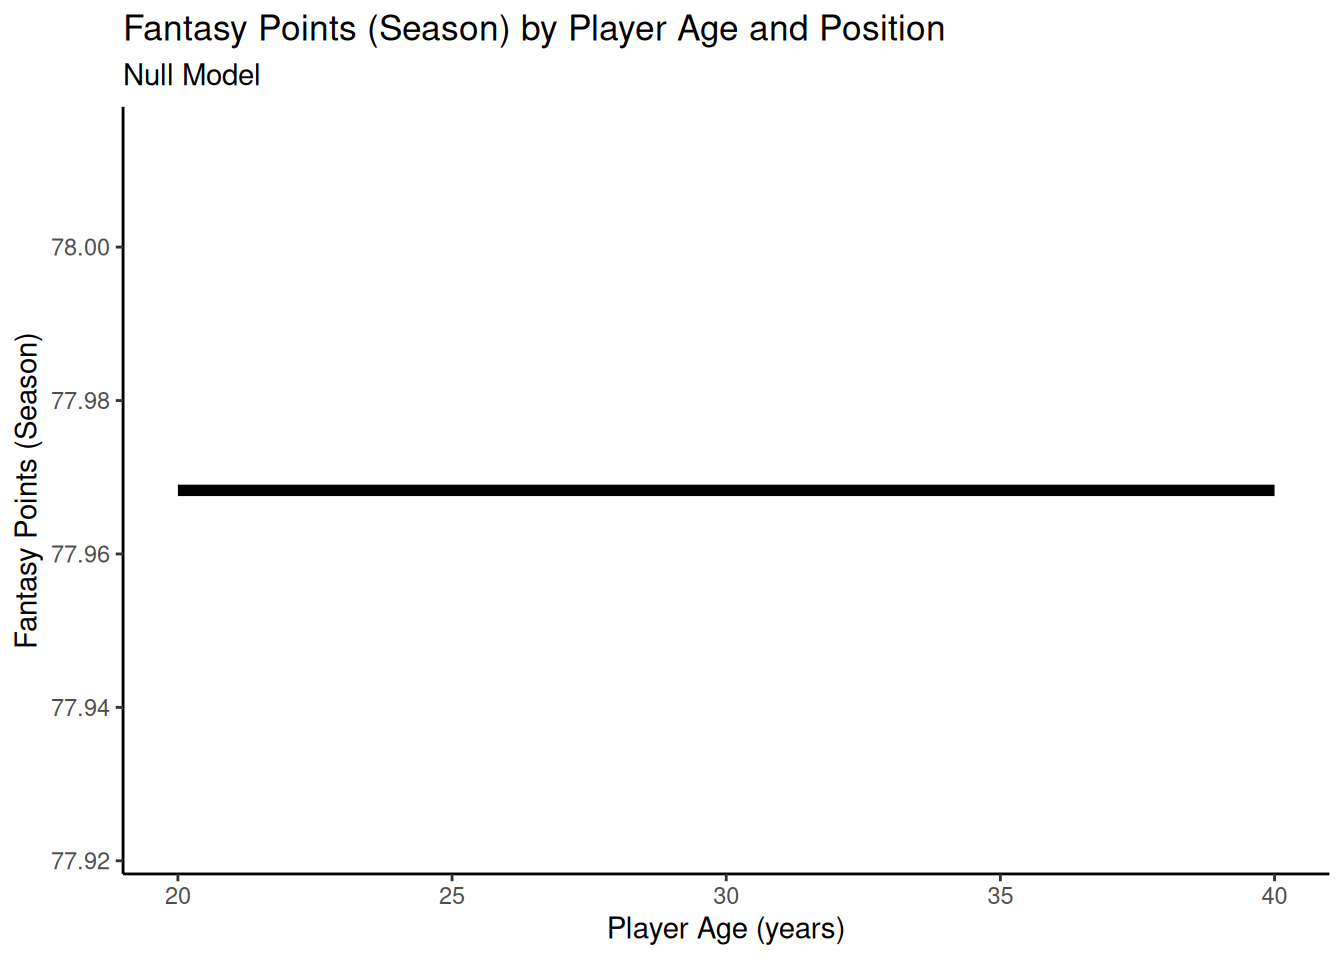 Fantasy Points (Season) by Player Age and Position
Null Model
Fantasy Points (Season)
78.00
77.98
77.96
77.94
77.92
20 25 30 35 40
Player Age (years)